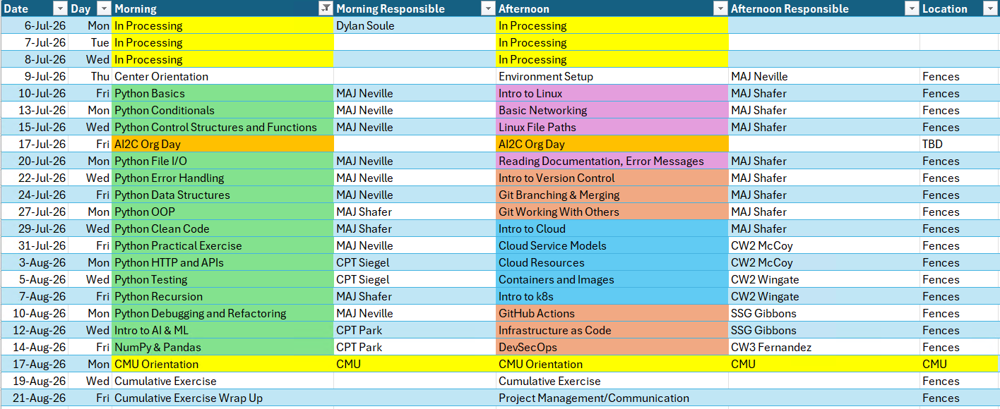 Date Day Morning Morning Responsible Afternoon Afternoon Responsible Location
6-Jul-26 Mon In Processing Dylan Soule In Processing
7-Jul-26 Tue In Processing In Processing
8-Jul-26 Wed In Processing In Processing
9-Jul-26 Thu Center Orientation Environment Setup MAJ Neville Fences
10-Jul-26 Fri Python Basics MAJ Neville Intro to Linux MAJ Shafer Fences
13-Jul-26 Mon Python Conditionals MAJ Neville Basic Networking MAJ Shafer Fences
15-Jul-26 Wed Python Control Structures and Functions MAJ Neville Linux File Paths MAJ Shafer Fences
17-Jul-26 Fri AI2C Org Day AI2C Org Day TBD
20-Jul-26 Mon Python File I/O MAJ Neville Reading Documentation, Error Messages MAJ Shafer Fences
22-Jul-26 Wed Python Error Handling MAJ Neville Intro to Version Control MAJ Shafer Fences
24-Jul-26 Fri Python Data Structures MAJ Neville Git Branching & Merging MAJ Shafer Fences
27-Jul-26 Mon Python OOP MAJ Shafer Git Working With Others MAJ Shafer Fences
29-Jul-26 Wed Python Clean Code MAJ Shafer Intro to Cloud MAJ Shafer Fences
31-Jul-26 Fri Python Practical Exercise MAJ Neville Cloud Service Models CW2 McCoy Fences
3-Aug-26 Mon Python HTTP and APIs CPT Siegel Cloud Resources CW2 McCoy Fences
5-Aug-26 Wed Python Testing CPT Siegel Containers and Images CW2 Wingate Fences
7-Aug-26 Fri Python Recursion MAJ Shafer Intro to k8s CW2 Wingate Fences
10-Aug-26 Mon Python Debugging and Refactoring MAJ Neville GitHub Actions SSG Gibbons Fences
12-Aug-26 Wed Intro to AI & ML CPT Park Infrastructure as Code SSG Gibbons Fences
14-Aug-26 Fri NumPy & Pandas CPT Park DevSecOps CW3 Fernandez Fences
17-Aug-26 Mon CMU Orientation CMU CMU Orientation CMU CMU
19-Aug-26 Wed Cumulative Exercise Cumulative Exercise Fences
21-Aug-26 Fri Cumulative Exercise Wrap Up Project Management/Communication Fences